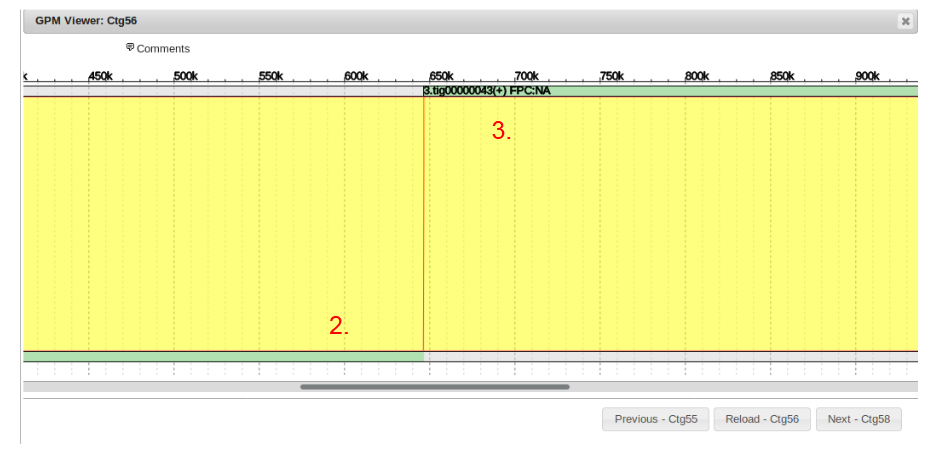 GPM Viewer: Ctg56
Comments
k 450k 500k 550k 600k 650k 700k 750k 800k 850k 900k
3.tig00000043(+) FPC:NA
3.
2.
Previous - Ctg55 Reload - Ctg56 Next - Ctg58